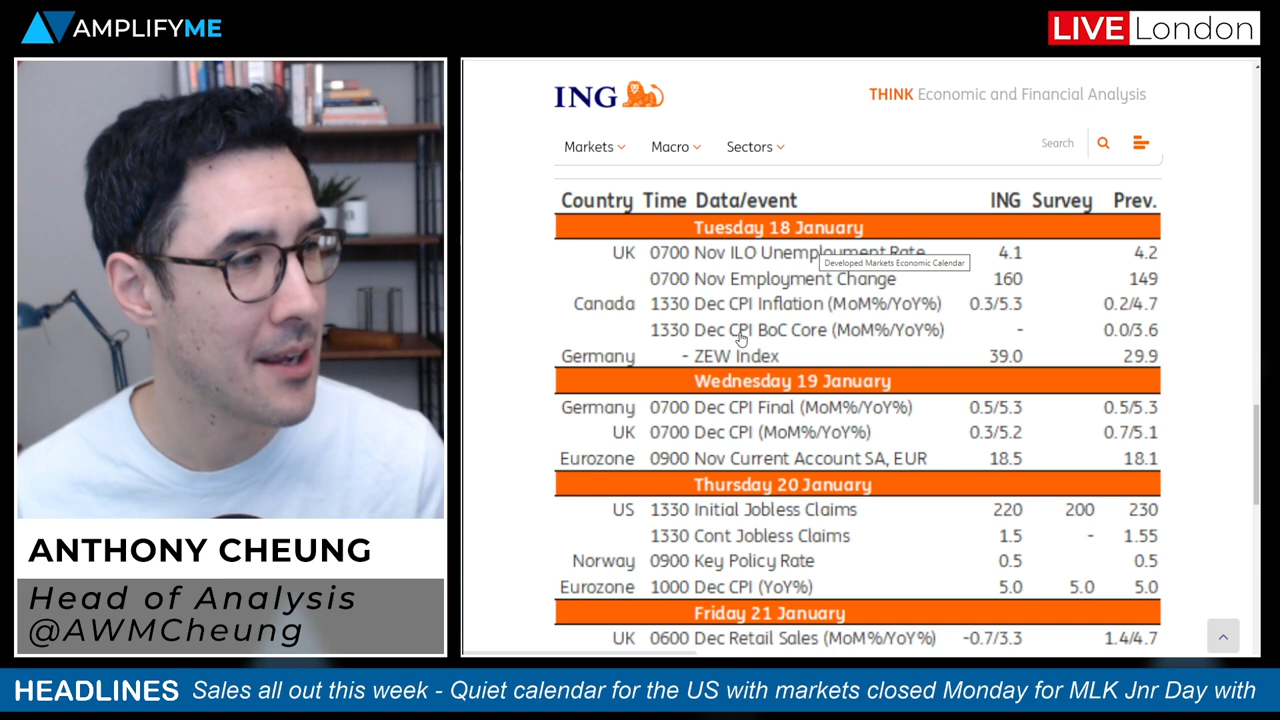 AMPLIFYME
LIVE London
ING
THINK Economic and Financial Analysis
Markets Macro Sectors Search
Country Time Data/event ING Survey Prev.
Tuesday 18 January
UK 0700 Nov ILO Unemployment Rate 4.1 4.2
Developed Markets Economic Calendar
0700 Nov Employment Change 160 149
Canada 1330 Dec CPI Inflation (MoM%/YoY%) 0.3/5.3 0.2/4.7
1330 Dec CPI BoC Core (MoM%/YoY%) - 0.0/3.6
Germany - ZEW Index 39.0 29.9
Wednesday 19 January
Germany 0700 Dec CPI Final (MoM%/YoY%) 0.5/5.3 0.5/5.3
UK 0700 Dec CPI (MoM%/YoY%) 0.3/5.2 0.7/5.1
Eurozone 0900 Nov Current Account SA, EUR 18.5 18.1
Thursday 20 January
US 1330 Initial Jobless Claims 220 200 230
1330 Cont Jobless Claims 1.5 - 1.55
Norway 0900 Key Policy Rate 0.5 0.5
Eurozone 1000 Dec CPI (YoY%) 5.0 5.0 5.0
Friday 21 January
UK 0600 Dec Retail Sales (MoM%/YoY%) -0.7/3.3 1.4/4.7
ANTHONY CHEUNG
Head of Analysis
@AWMCheung
HEADLINES Sales all out this week - Quiet calendar for the US with markets closed Monday for MLK Jnr Day with